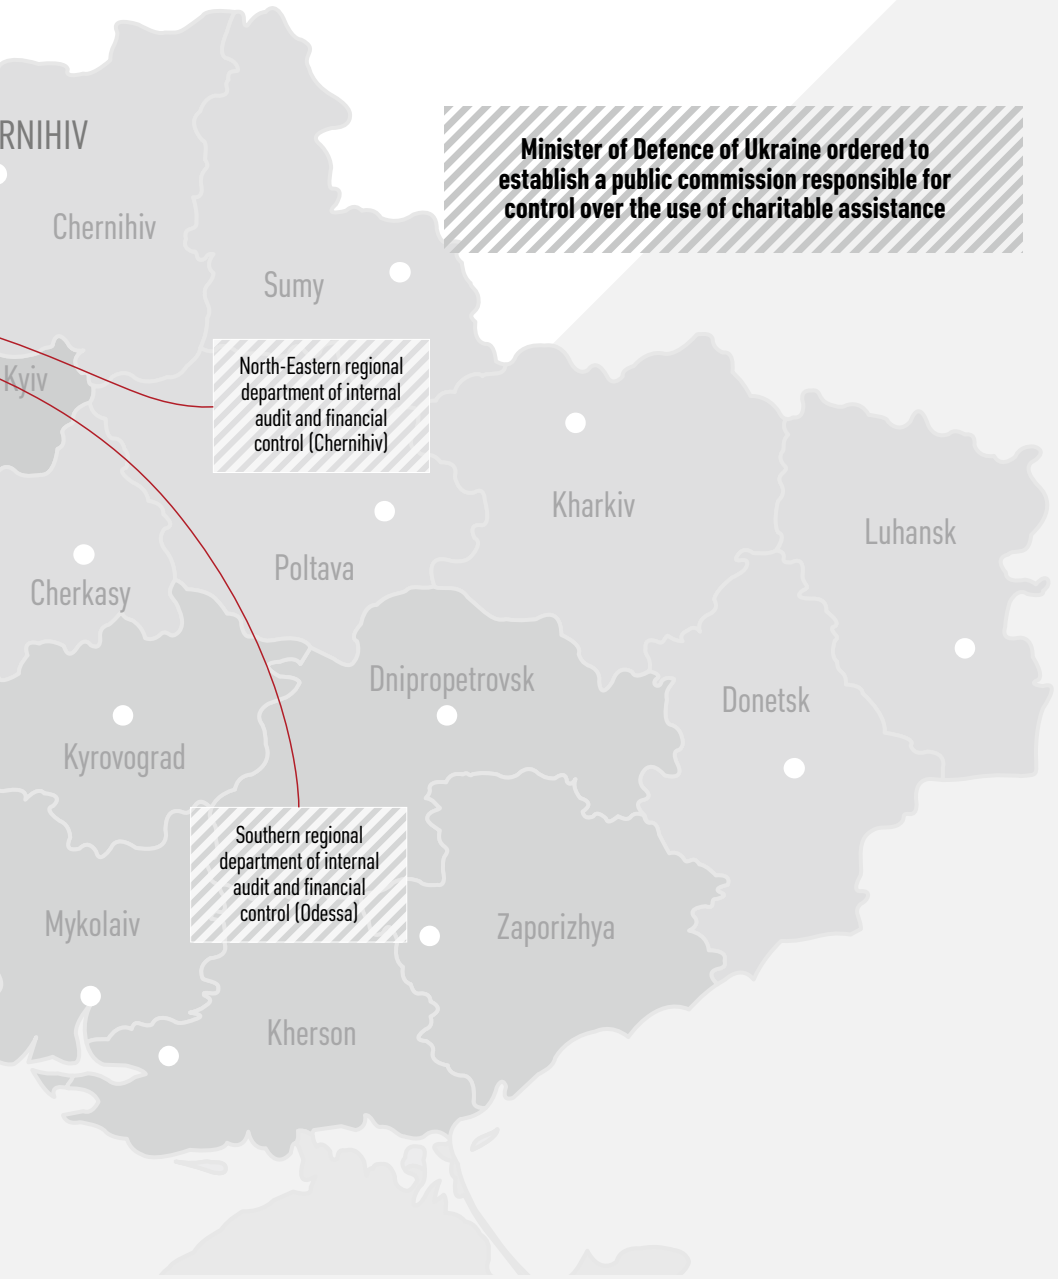 RNIHIV
Minister of Defence of Ukraine ordered to
establish a public commission responsible for
control over the use of charitable assistance
Chernihiv
Sumy
North-Eastern regional
department of internal
audit and financial
control (Chernihiv)
Kyiv
Kharkiv
Luhansk
Poltava
Cherkasy
Dnipropetrovsk
Donetsk
Kyrovograd
Southern regional
department of internal
audit and financial
control (Odessa)
Mykolaiv
Zaporizhya
Kherson